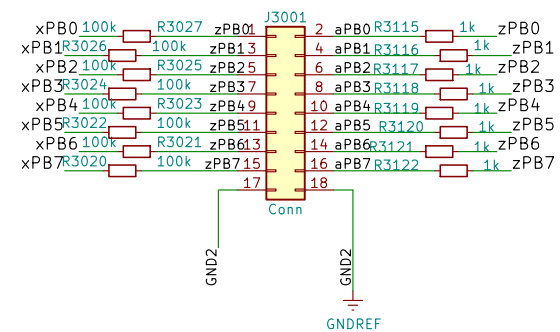 J3001
xPB0 100k R3027 zPB0 1 2 aPB0 R3115 1k zPB0
xPB1 R3026 100k zPB1 3 4 aPB1 R3116 1k zPB1
xPB2 100k R3025 zPB2 5 6 aPB2 R3117 1k zPB2
xPB3 R3024 100k zPB3 7 8 aPB3 R3118 1k zPB3
xPB4 100k R3023 zPB4 9 10 aPB4 R3119 1k zPB4
xPB5 R3022 100k zPB5 11 12 aPB5 R3120 1k zPB5
xPB6 100k R3021 zPB6 13 14 aPB6 R3121 1k zPB6
xPB7 R3020 100k zPB7 15 16 aPB7 R3122 1k zPB7
17 18
Conn
GND2 GND2
GNDREF